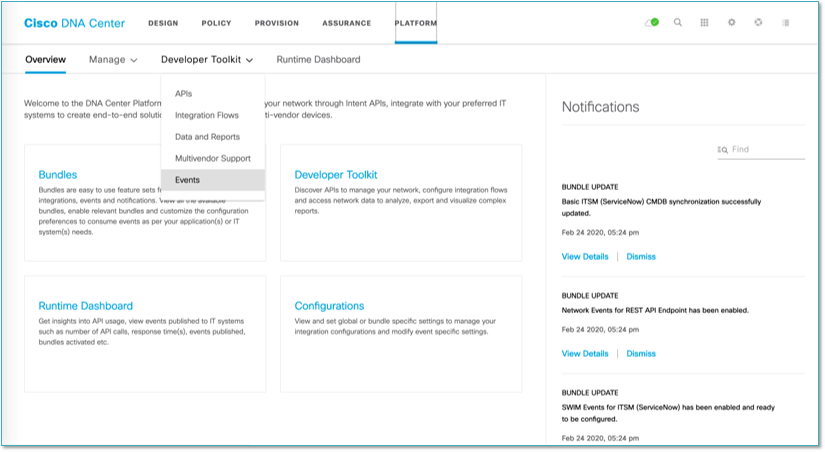 Cisco DNA Center
DESIGN
POLICY
PROVISION
ASSURANCE
PLATFORM
Overview
Manage
Developer Toolkit
Runtime Dashboard
APIs
Integration Flows
Data and Reports
Multivendor Support
Events
Welcome to the DNA Center Platform your network through Intent APIs, integrate with your preferred IT
systems to create end-to-end ti-vendor devices.
Bundles
Bundles are easy to use feature sets
integrations, events and notifications. View all the available
bundles, enable relevant bundles and customize the configuration
preferences to consume events as per your application(s) or IT
system(s) needs.
Developer Toolkit
Discover APIs to manage your network, configure integration flows
and access network data to analyze, export and visualize complex
reports.
Runtime Dashboard
Get insights into API usage, view events published to IT systems
such as number of API calls, response time(s), events published,
bundles activated etc.
Configurations
View and set global or bundle specific settings to manage your
integration configurations and modify event specific settings.
Notifications
Find
BUNDLE UPDATE
Basic ITSM (ServiceNow) CMDB synchronization successfully
updated.
Feb 24 2020, 05:24 pm
View Details | Dismiss
BUNDLE UPDATE
Network Events for REST API Endpoint has been enabled.
Feb 24 2020, 05:24 pm
View Details | Dismiss
BUNDLE UPDATE
SWIM Events for ITSM (ServiceNow) has been enabled and ready
to be configured.
Feb 24 2020, 05:24 pm